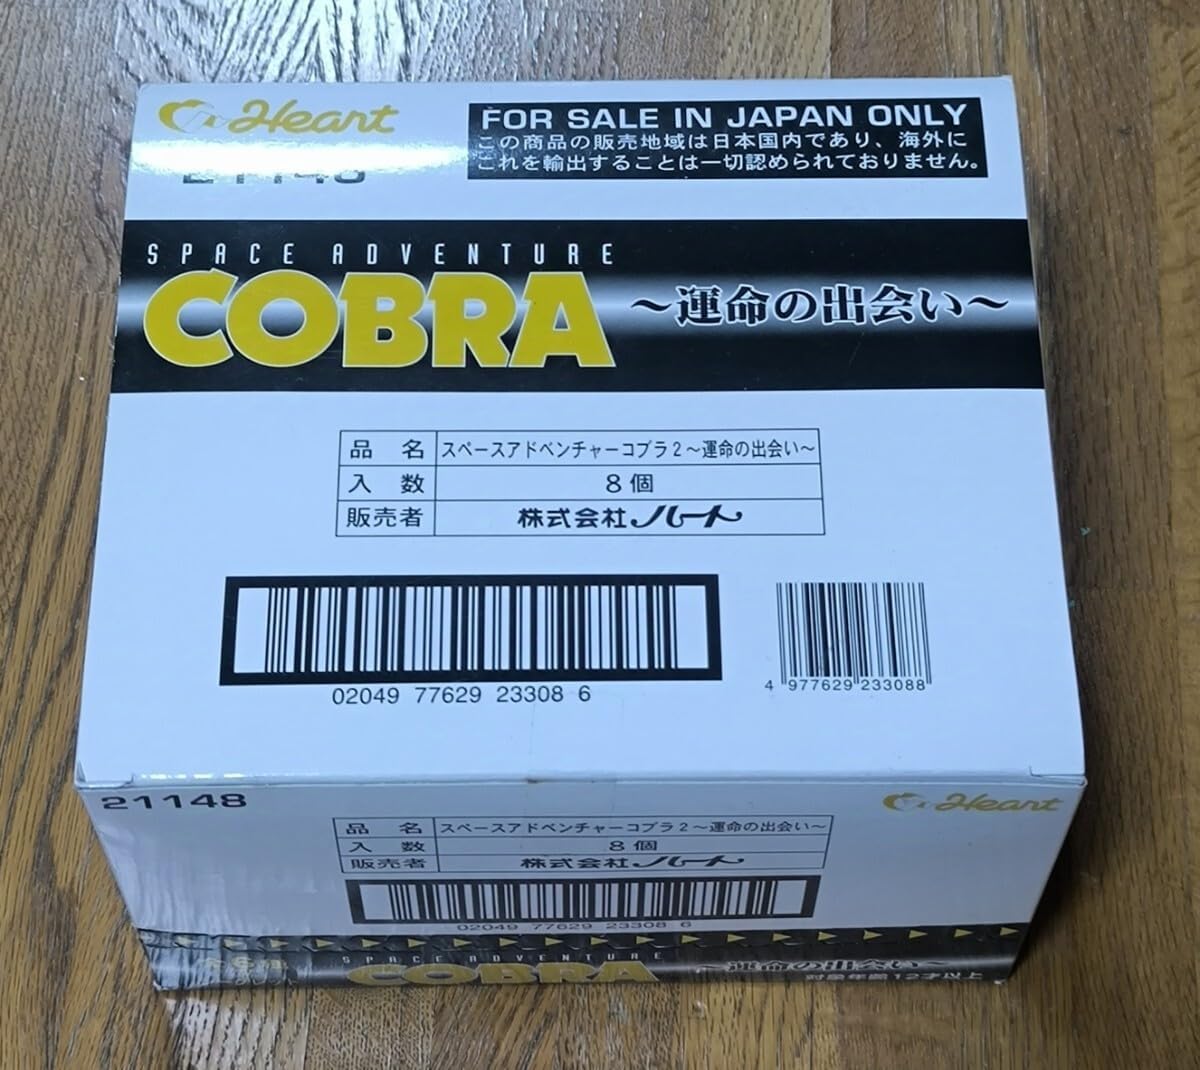 Heart
FOR SALE IN JAPAN ONLY
この商品の販売地域は日本国内であり、海外に
これを輸出することは一切認められておりません。
21148
SPACE ADVENTURE
COBRA ～運命の出会い～
品 名 スペースアドベンチャーコブラ2～運命の出会い～
入 数 8個
販売者 株式会社ハート
02049 77629 23308 6
4 977629 233088
21148
Heart
品 名 スペースアドベンチャーコブラ2～運命の出会い～
入 数 8個
販売者 株式会社ハート
02049 77629 23308 6
SPACE ADVENTURE
COBRA ～運命の出会い～
対象年齢12才以上